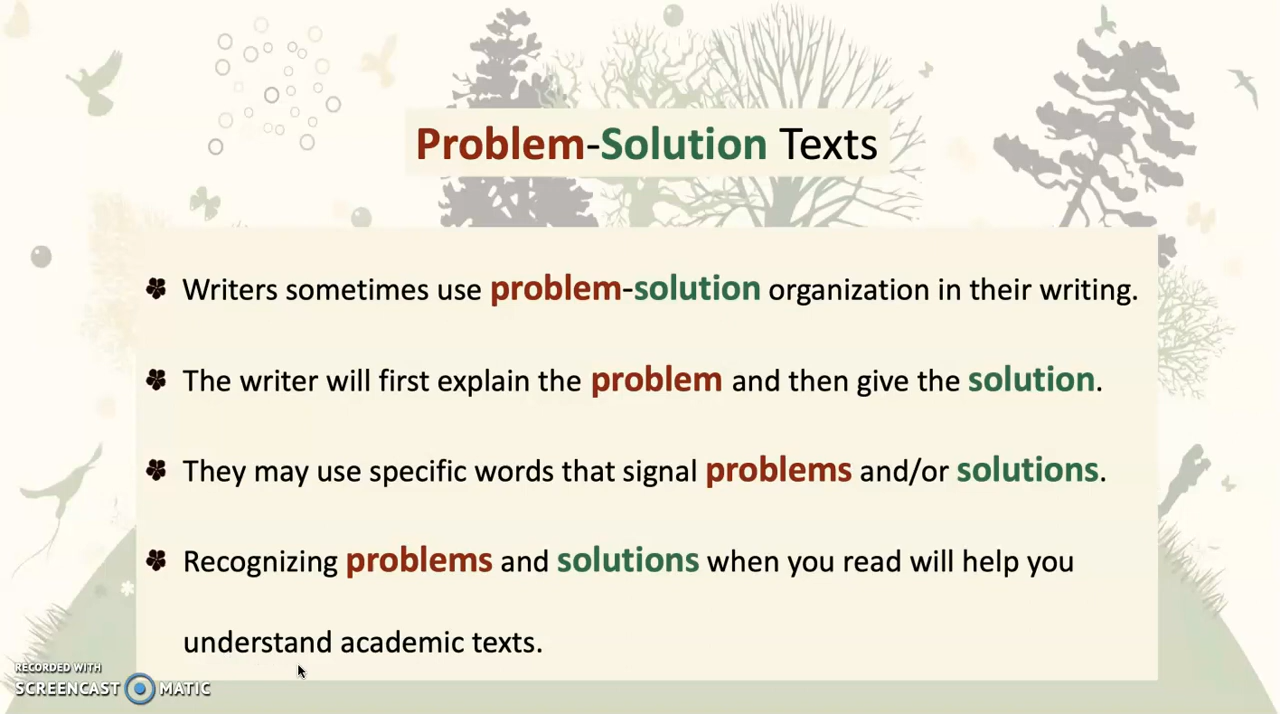 Problem-Solution Texts
Writers sometimes use problem-solution organization in their writing.
The writer will first explain the problem and then give the solution.
They may use specific words that signal problems and/or solutions.
Recognizing problems and solutions when you read will help you
understand academic texts.
RECORDED WITH
SCREENCAST MATIC